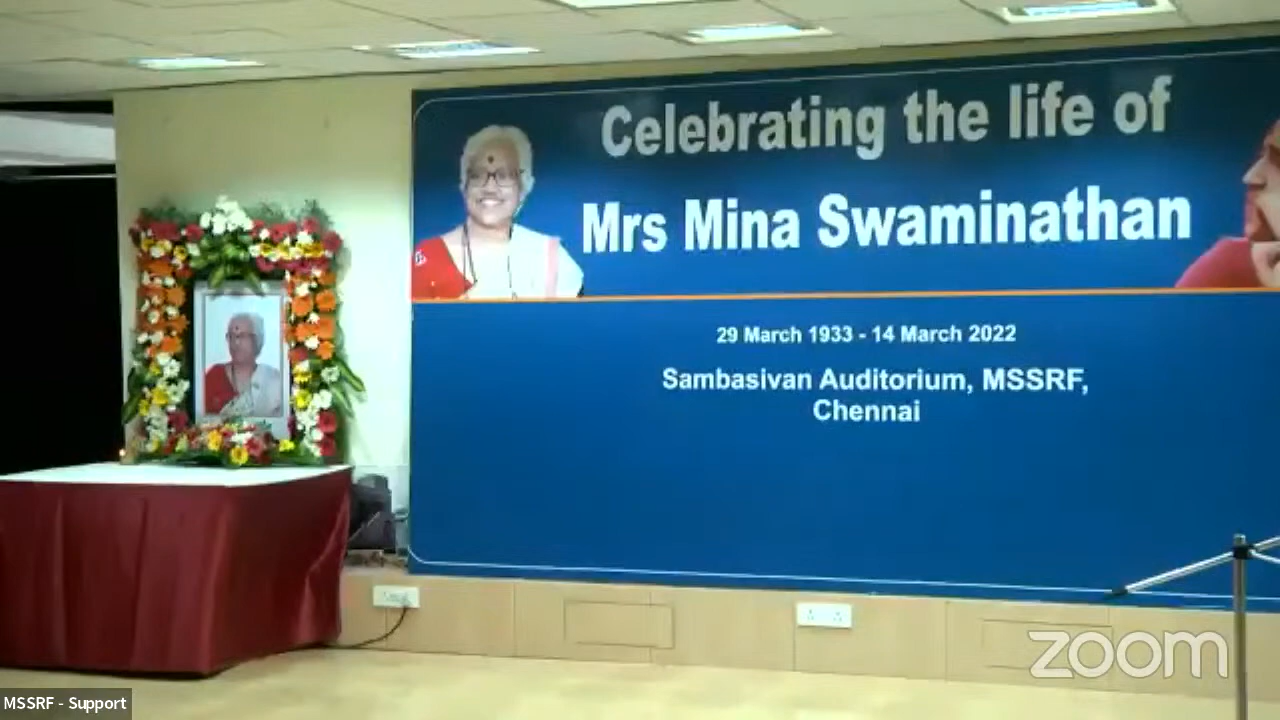 Celebrating the life of
Mrs Mina Swaminathan
29 March 1933 - 14 March 2022
Sambasivan Auditorium, MSSRF,
Chennai
zoom
MSSRF - Support